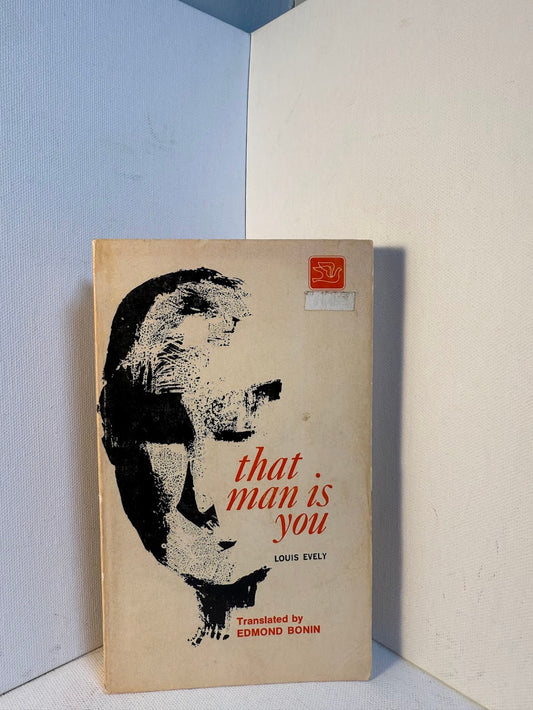 that
man is
you
LOUIS EVELY
Translated by
EDMOND BONIN